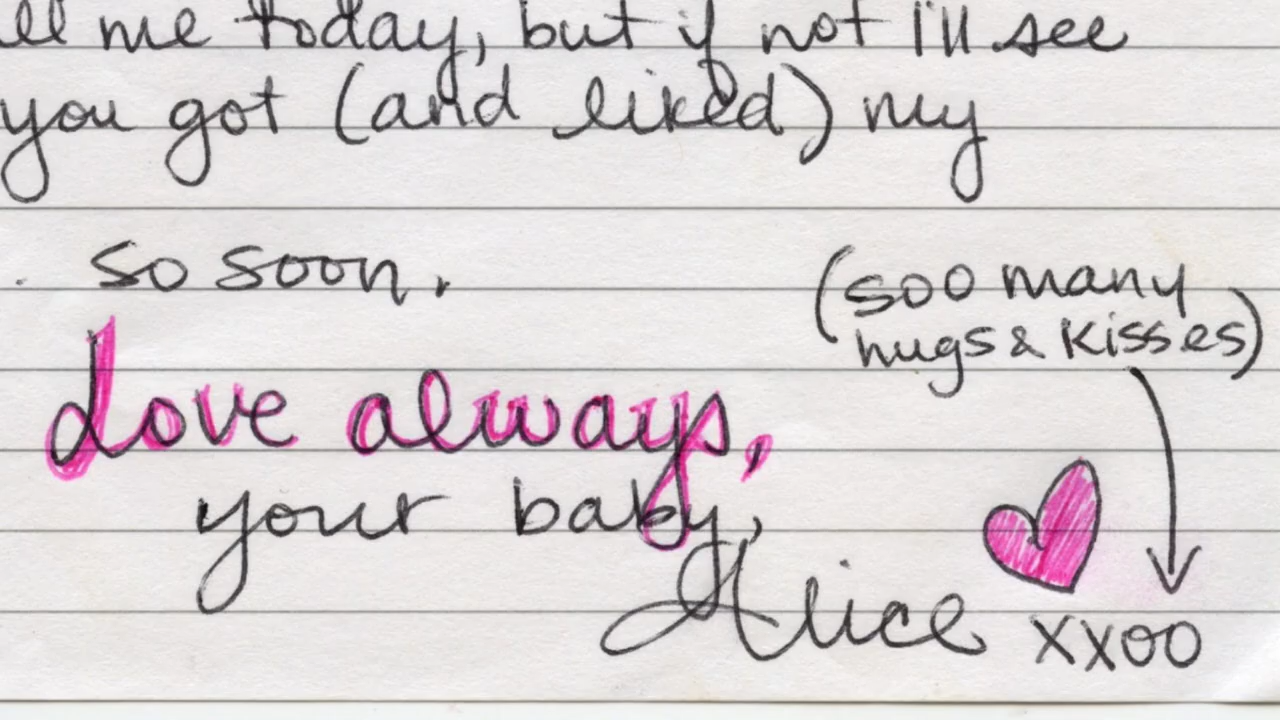 ell me today, but if not I'll see
you got (and liked) my
. so soon.
(soo many
hugs & kisses)
Love always,
your baby,
Alice
xxoo